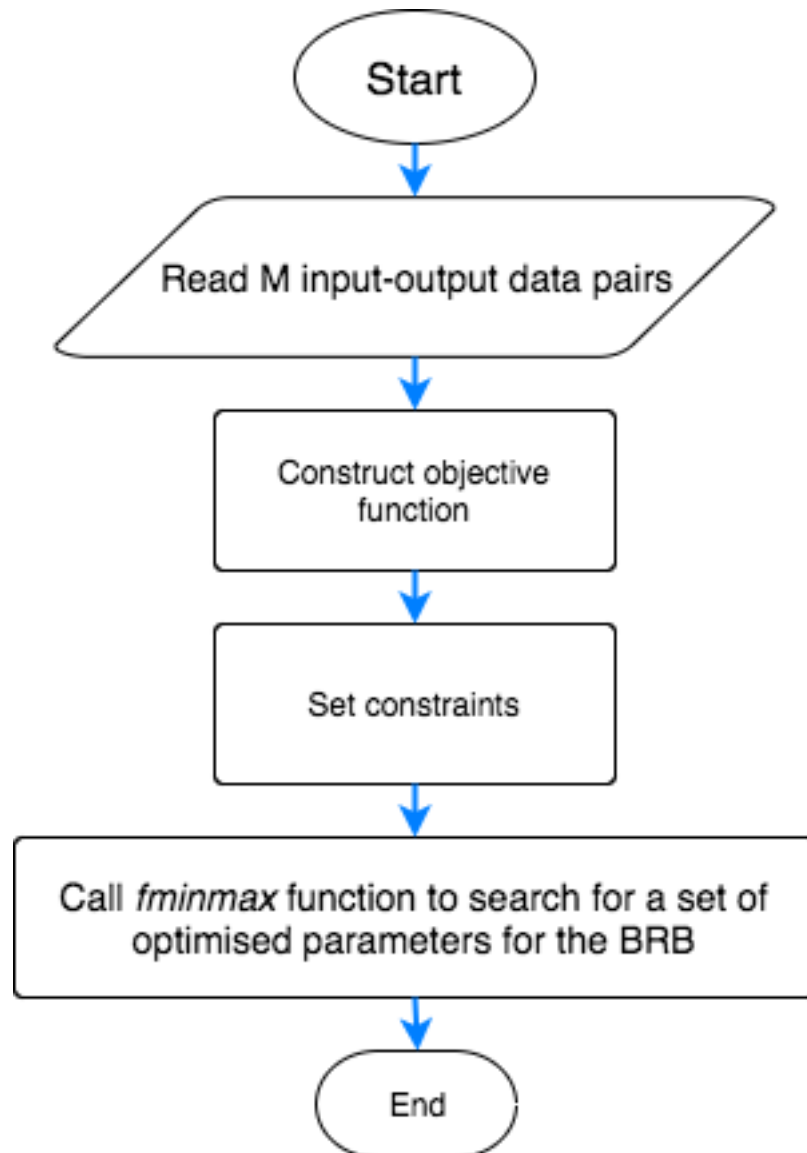 Start
Read M input-output data pairs
Construct objective
function
Set constraints
Call fminmax function to search for a set of
optimised parameters for the BRB
End